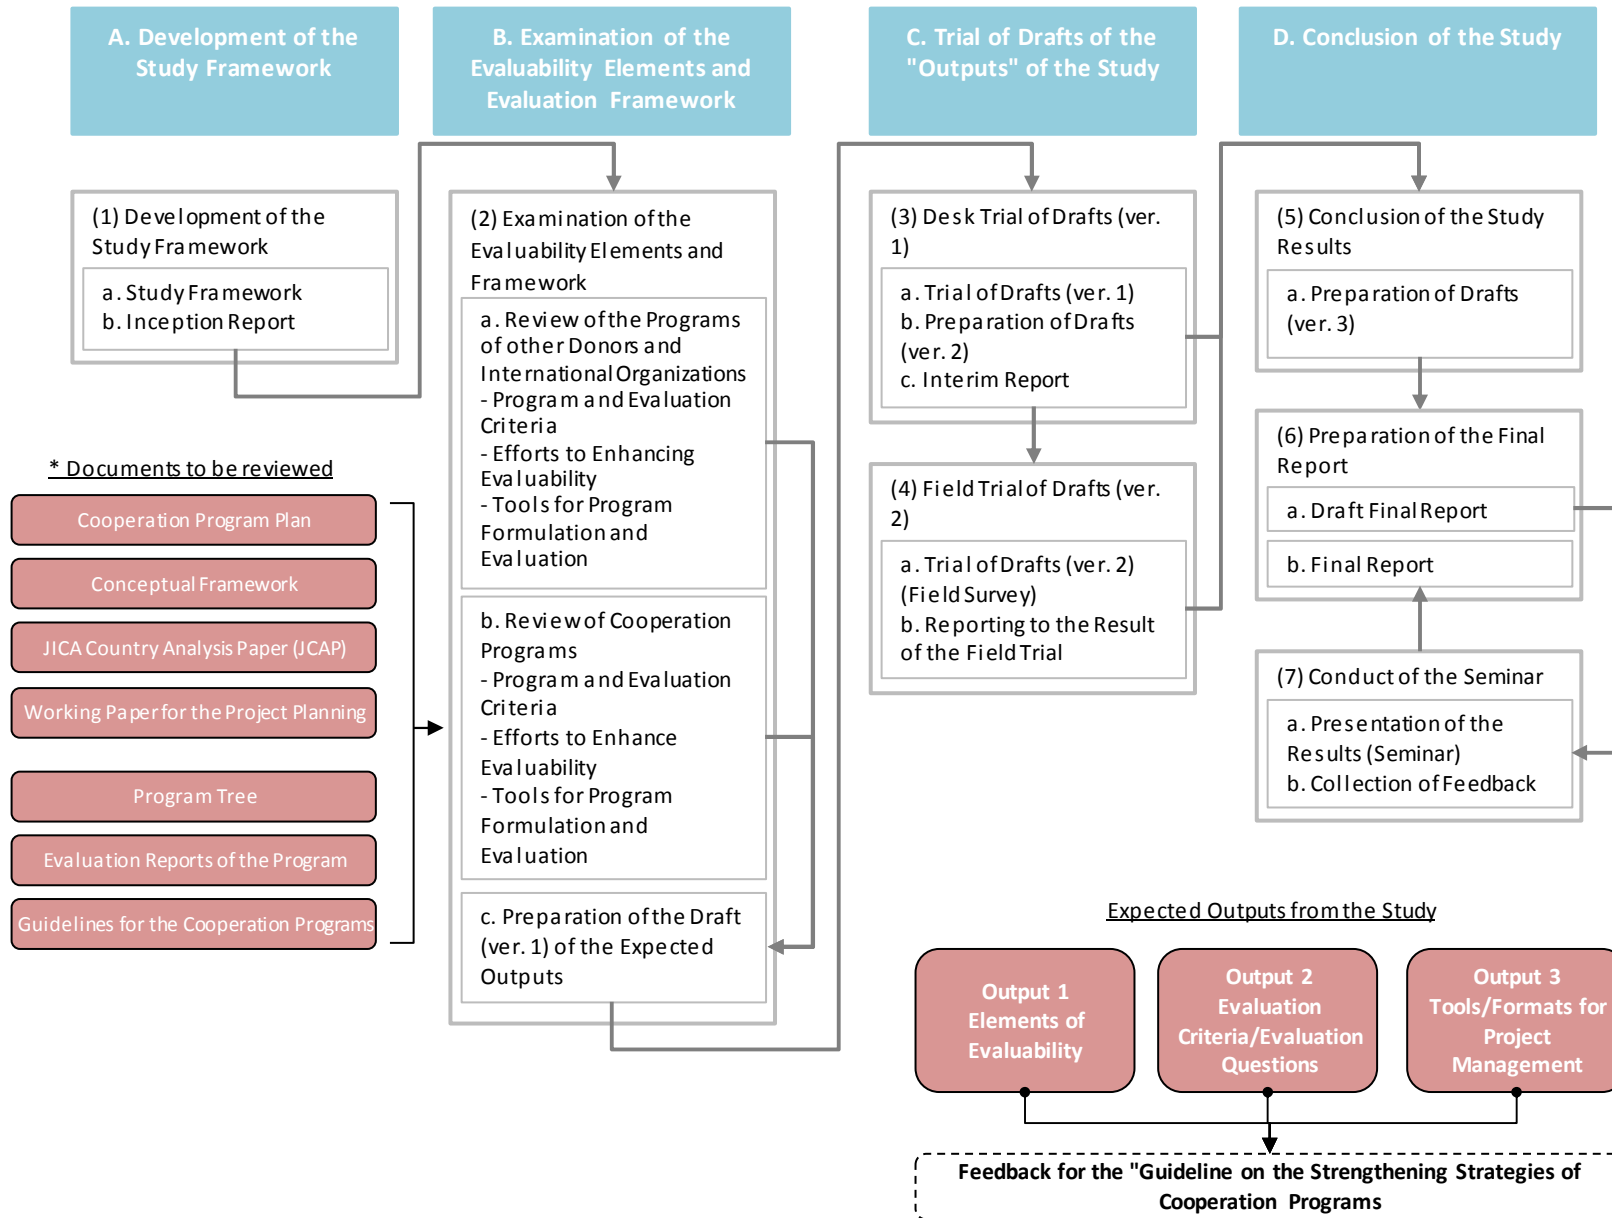 A. Development of the
Study Framework
B. Examination of the
Evaluability Elements and
Evaluation Framework
C. Trial of Drafts of the
"Outputs" of the Study
D. Conclusion of the Study
(1) Development of the
Study Framework
a. Study Framework
b. Inception Report
* Documents to be reviewed
Cooperation Program Plan
Conceptual Framework
JICA Country Analysis Paper (JCAP)
Working Paper for the Project Planning
Program Tree
Evaluation Reports of the Program
Guidelines for the Cooperation Programs
(2) Examination of the
Evaluability Elements and
Framework
a. Review of the Programs
of other Donors and
International Organizations
- Program and Evaluation
Criteria
- Efforts to Enhancing
Evaluability
- Tools for Program
Formulation and
Evaluation
b. Review of Cooperation
Programs
- Program and Evaluation
Criteria
- Efforts to Enhance
Evaluability
- Tools for Program
Formulation and
Evaluation
c. Preparation of the Draft
(ver. 1) of the Expected
Outputs
(3) Desk Trial of Drafts (ver.
1)
a. Trial of Drafts (ver. 1)
b. Preparation of Drafts
(ver. 2)
c. Interim Report
(4) Field Trial of Drafts (ver.
2)
a. Trial of Drafts (ver. 2)
(Field Survey)
b. Reporting to the Result
of the Field Trial
(5) Conclusion of the Study
Results
a. Preparation of Drafts
(ver. 3)
(6) Preparation of the Final
Report
a. Draft Final Report
b. Final Report
(7) Conduct of the Seminar
a. Presentation of the
Results (Seminar)
b. Collection of Feedback
Expected Outputs from the Study
Output 1
Elements of
Evaluability
Output 2
Evaluation
Criteria/Evaluation
Questions
Output 3
Tools/Formats for
Project
Management
Feedback for the "Guideline on the Strengthening Strategies of
Cooperation Programs